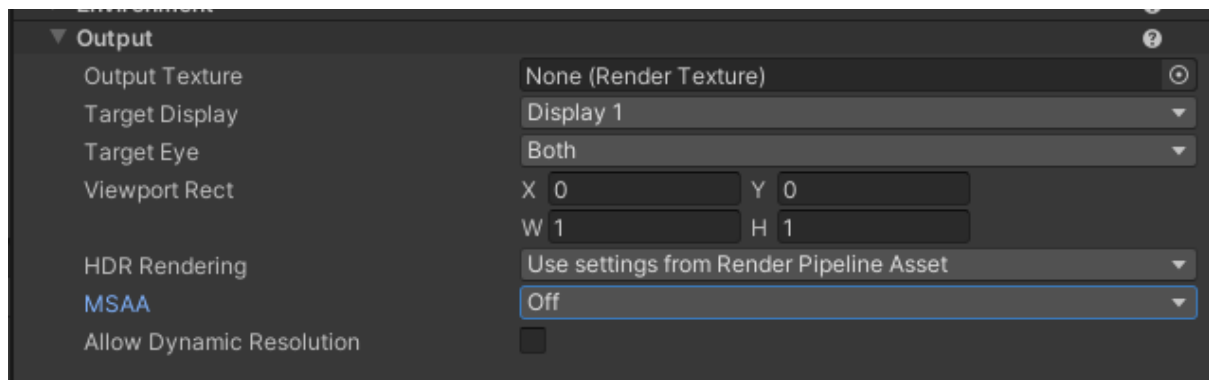 Output
Output Texture None (Render Texture)
Target Display Display 1
Target Eye Both
Viewport Rect X 0 Y 0
W 1 H 1
HDR Rendering Use settings from Render Pipeline Asset
MSAA Off
Allow Dynamic Resolution